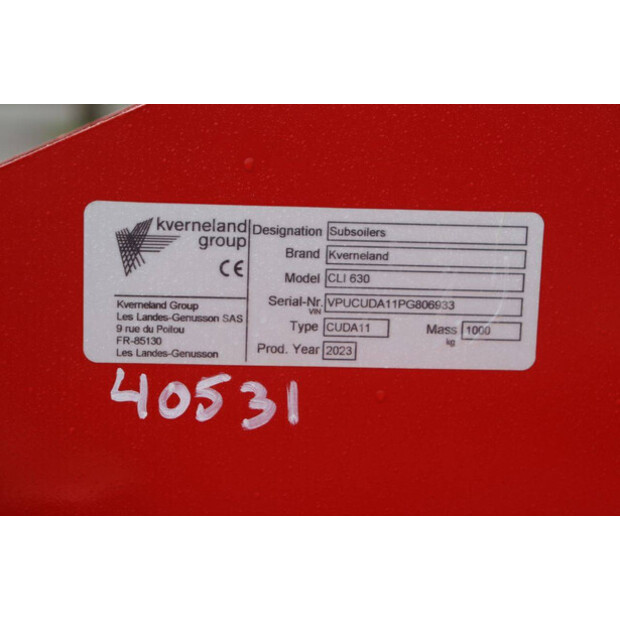 kverneland
group
CE
Kverneland Group
Les Landes-Genusson SAS
9 rue du Poitou
FR-85130
Les Landes-Genusson
Designation Subsoilers
Brand Kverneland
Model CLI 630
Serial-Nr. VPUCUDA11PG806933
VIN
Type CUDA11 Mass 1000
kg
Prod. Year 2023
40531